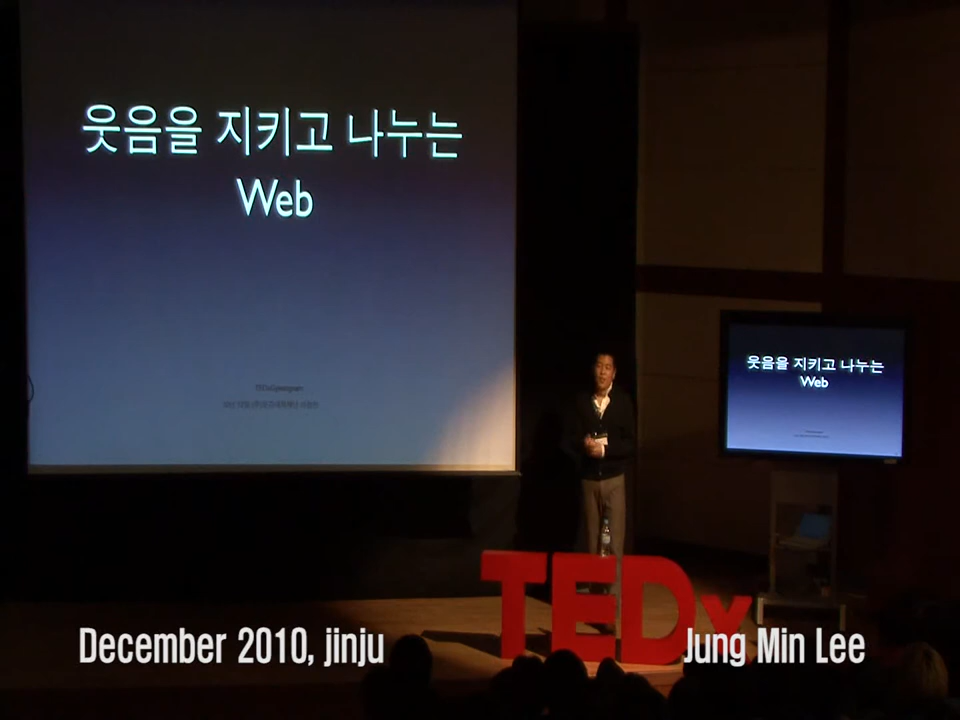 웃음을 지키고 나누는
Web
웃음을 지키고 나누는
Web
TEDx
December 2010, jinju
Jung Min Lee